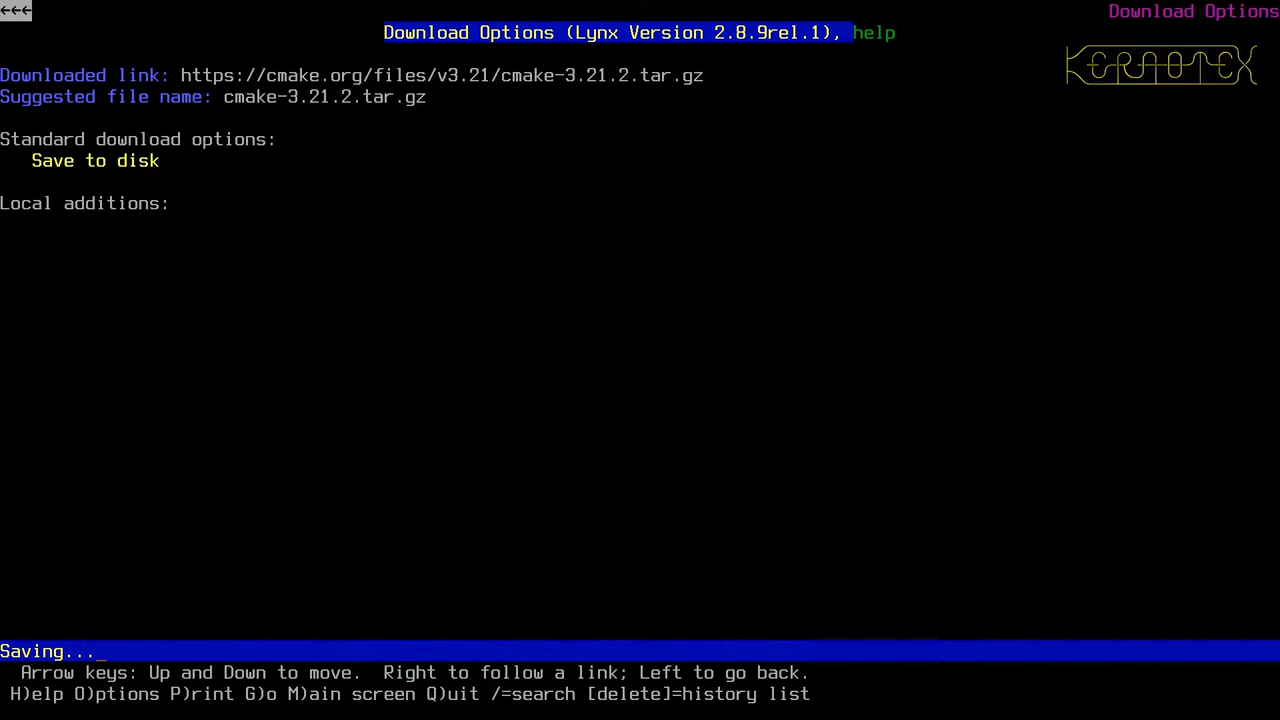 ←←← Download Options
Download Options (Lynx Version 2.8.9rel.1), help
KERNOTEX
Downloaded link: https://cmake.org/files/v3.21/cmake-3.21.2.tar.gz
Suggested file name: cmake-3.21.2.tar.gz
Standard download options:
Save to disk
Local additions:
Saving..._
Arrow keys: Up and Down to move. Right to follow a link; Left to go back.
H)elp O)ptions P)rint G)o M)ain screen Q)uit /=search [delete]=history list